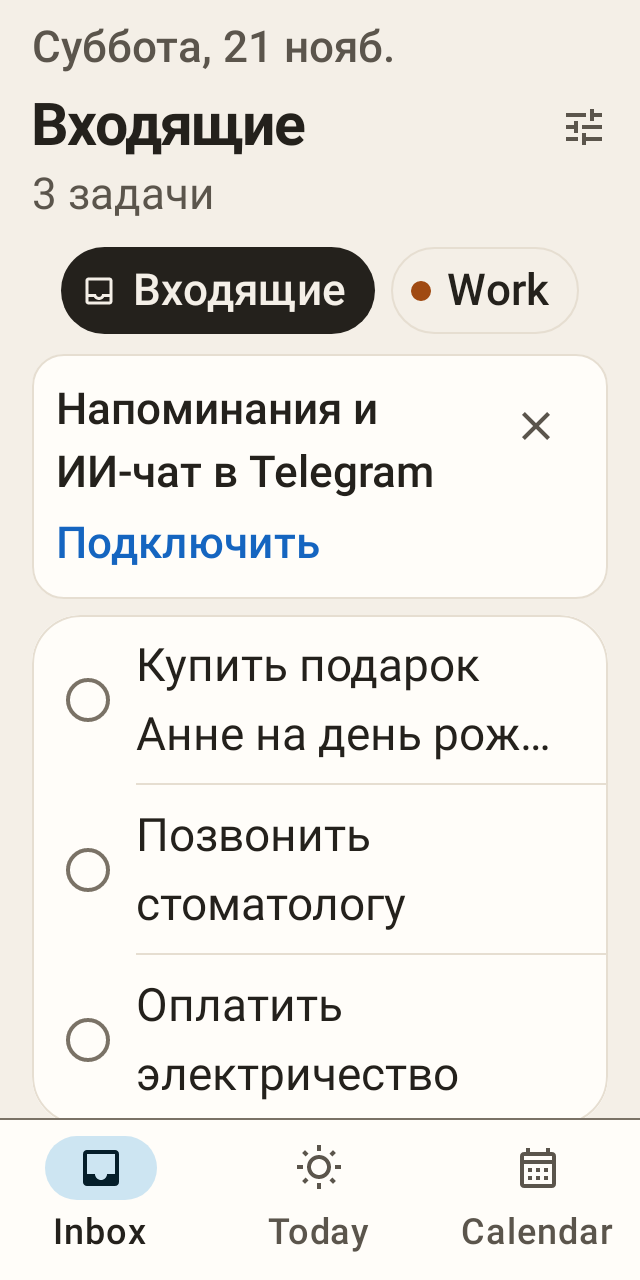 Суббота, 21 нояб.
Входящие
3 задачи
Входящие
Work
Напоминания и
ИИ-чат в Telegram
Подключить
Купить подарок
Анне на день рож…
Позвонить
стоматологу
Оплатить
электричество
Inbox
Today
Calendar